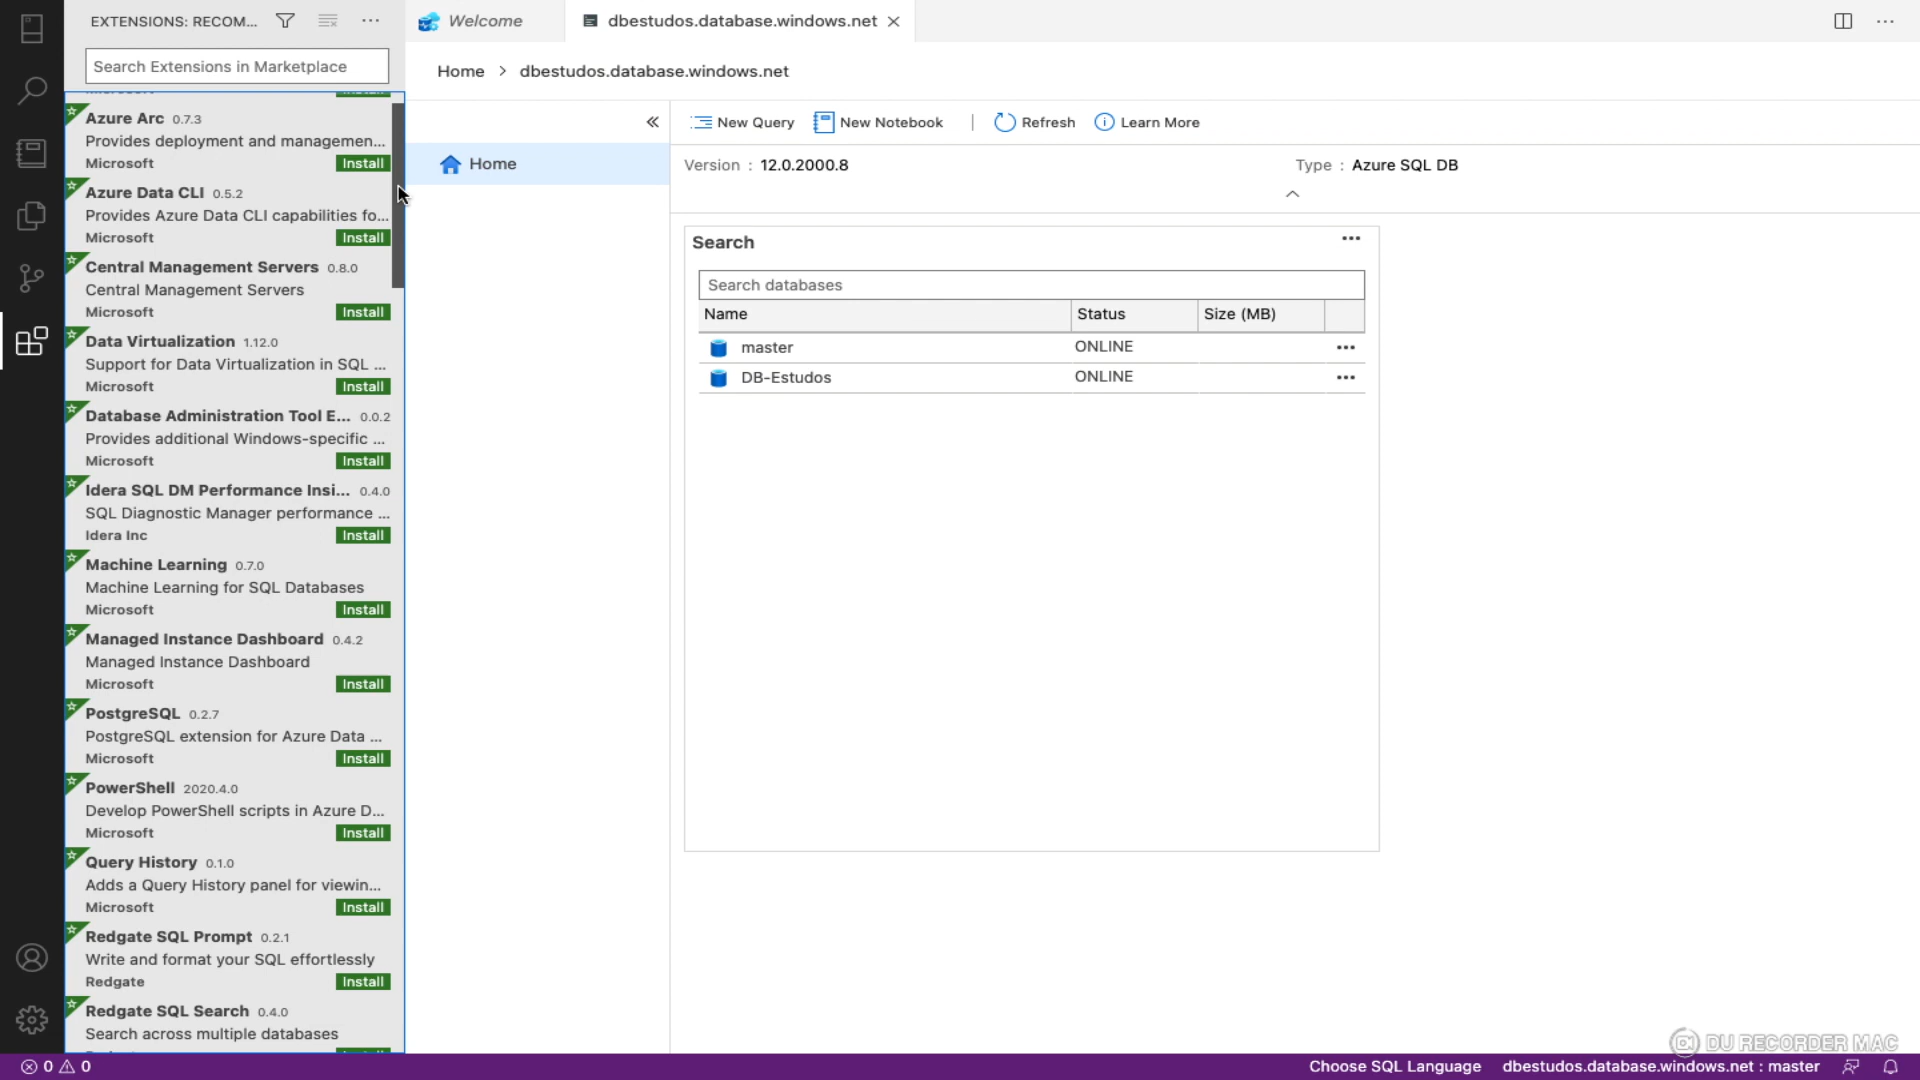 EXTENSIONS: RECOM...
Search Extensions in Marketplace
Azure Arc 0.7.3
Provides deployment and managemen...
Microsoft Install
Azure Data CLI 0.5.2
Provides Azure Data CLI capabilities fo...
Microsoft Install
Central Management Servers 0.8.0
Central Management Servers
Microsoft Install
Data Virtualization 1.12.0
Support for Data Virtualization in SQL ...
Microsoft Install
Database Administration Tool E... 0.0.2
Provides additional Windows-specific ...
Microsoft Install
Idera SQL DM Performance Insi... 0.4.0
SQL Diagnostic Manager performance ...
Idera Inc Install
Machine Learning 0.7.0
Machine Learning for SQL Databases
Microsoft Install
Managed Instance Dashboard 0.4.2
Managed Instance Dashboard
Microsoft Install
PostgreSQL 0.2.7
PostgreSQL extension for Azure Data ...
Microsoft Install
PowerShell 2020.4.0
Develop PowerShell scripts in Azure D...
Microsoft Install
Query History 0.1.0
Adds a Query History panel for viewin...
Microsoft Install
Redgate SQL Prompt 0.2.1
Write and format your SQL effortlessly
Redgate Install
Redgate SQL Search 0.4.0
Search across multiple databases
Welcome
dbestudos.database.windows.net
Home > dbestudos.database.windows.net
New Query New Notebook | Refresh Learn More
Home
Version : 12.0.2000.8
Type : Azure SQL DB
Search
Search databases
Name Status Size (MB)
master ONLINE
DB-Estudos ONLINE
DU RECORDER MAC
0 0
Choose SQL Language dbestudos.database.windows.net : master